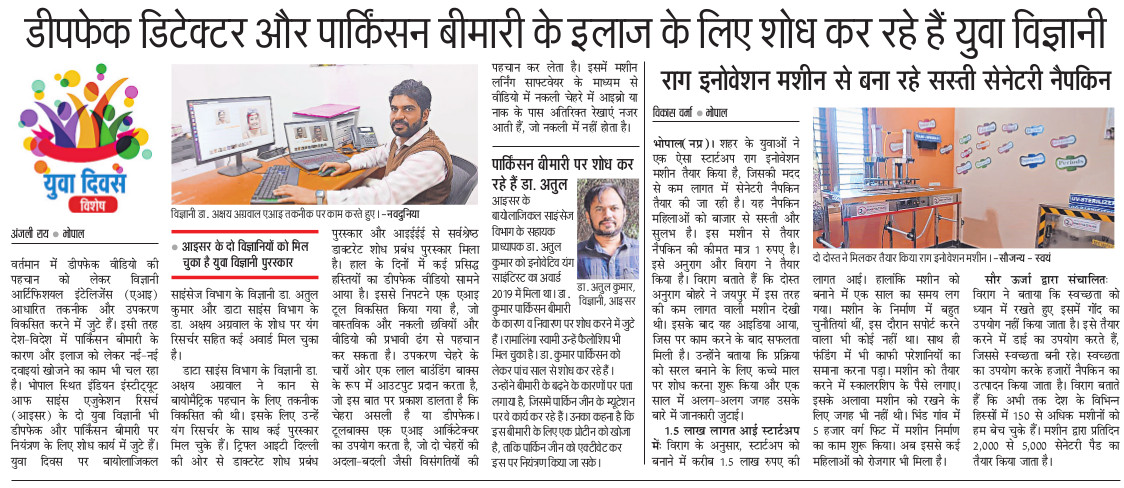 डीपफेक डिटेक्टर और पार्किंसन बीमारी के इलाज के लिए शोध कर रहे हैं युवा विज्ञानी
युवा दिवस
विशेष
अंजली राय ● भोपाल
वर्तमान में डीपफेक वीडियो की
पहचान को लेकर विज्ञानी
आर्टिफिशियल इंटेलिजेंस (एआइ)
आधारित तकनीक और उपकरण
विकसित करने में जुटे हैं। इसी तरह
देश-विदेश में पार्किंसन बीमारी के
कारण और इलाज को लेकर नई-नई
दवाइयां खोजने का काम भी चल रहा
है। भोपाल स्थित इंडियन इंस्टीट्यूट
आफ साइंस एजुकेशन रिसर्च
(आइसर) के दो युवा विज्ञानी भी
डीपफेक और पार्किंसन बीमारी पर
नियंत्रण के लिए शोध कार्य में जुटे हैं।
युवा दिवस पर बायोलाजिकल
विज्ञानी डा. अक्षय अग्रवाल एआइ तकनीक पर काम करते हुए। -नवदुनिया
● आइसर के दो विज्ञानियों को मिल
चुका है युवा विज्ञानी पुरस्कार
साइंसेज विभाग के विज्ञानी डा. अतुल
कुमार और डाटा साइंस विभाग के
डा. अक्षय अग्रवाल के शोध पर यंग
रिसर्चर सहित कई अवार्ड मिल चुका
है।
डाटा साइंस विभाग के विज्ञानी डा.
अक्षय अग्रवाल ने कान से
बायोमैट्रिक पहचान के लिए तकनीक
विकसित की थी। इसके लिए उन्हें
यंग रिसर्चर के साथ कई पुरस्कार
मिल चुके हैं। ट्रिपल आइटी दिल्ली
की ओर से डाक्टरेट शोध प्रबंध
पुरस्कार और आइईईई से सर्वश्रेष्ठ
डाक्टरेट शोध प्रबंध पुरस्कार मिला
है। हाल के दिनों में कई प्रसिद्ध
हस्तियों का डीपफेक वीडियो सामने
आया है। इससे निपटने एक एआइ
टूल विकसित किया गया है, जो
वास्तविक और नकली छवियों और
वीडियो की प्रभावी ढंग से पहचान
कर सकता है। उपकरण चेहरे के
चारों ओर एक लाल बाउंडिंग बाक्स
के रूप में आउटपुट प्रदान करता है,
जो इस बात पर प्रकाश डालता है कि
चेहरा असली है या डीपफेक।
टूलबाक्स एक एआइ आर्किटेक्चर
का उपयोग करता है, जो दो चेहरों की
अदला-बदली जैसी विसंगतियों की
पहचान कर लेता है। इसमें मशीन
लर्निंग साफ्टवेयर के माध्यम से
वीडियो में नकली चेहरे में आइब्रो या
नाक के पास अतिरिक्त रेखाएं नजर
आती हैं, जो नकली में नहीं होता है।
पार्किंसन बीमारी पर शोध कर
रहे हैं डा. अतुल
आइसर के
बायोलाजिकल साइंसेज
विभाग के सहायक
प्राध्यापक डा. अतुल
कुमार को इनोवेटिव यंग
साइंटिस्ट का अवार्ड
2019 में मिला था। डा.
कुमार पार्किंसन बीमारी
के कारण व निवारण पर शोध करने में जुटे
हैं। रामालिंगा स्वामी उन्हें फैलोशिप भी
मिल चुका है। डा. कुमार पार्किंसन को
लेकर पांच साल से शोध कर रहे हैं।
उन्होंने बीमारी के बढ़ने के कारणों पर पता
लगाया है, जिसमें पार्किन जीन के म्यूटेशन
पर वे कार्य कर रहे हैं। उनका कहना है कि
इस बीमारी के लिए एक प्रोटीन को खोजा
है, ताकि पार्किन जीन को एक्टीवेट कर
इस पर नियंत्रण किया जा सके।
डा. अतुल कुमार,
विज्ञानी, आइसर
राग इनोवेशन मशीन से बना रहे सस्ती सेनेटरी नैपकिन
विकास वर्मा ● भोपाल
भोपाल(नप्र)। शहर के युवाओं ने
एक ऐसा स्टार्टअप राग इनोवेशन
मशीन तैयार किया है, जिसकी मदद
से कम लागत में सेनेटरी नैपकिन
तैयार की जा रही है। यह नैपकिन
महिलाओं को बाजार से सस्ती और
सुलभ है। इस मशीन से तैयार
नैपकिन की कीमत मात्र 1 रुपए है।
इसे अनुराग और विराग ने तैयार
किया है। विराग बताते हैं कि दोस्त
अनुराग बोहरे ने जयपुर में इस तरह
की कम लागत वाली मशीन देखी
थी। इसके बाद यह आइडिया आया,
जिस पर काम करने के बाद सफलता
मिली है। उन्होंने बताया कि प्रक्रिया
को सरल बनाने के लिए कच्चे माल
पर शोध करना शुरू किया और एक
साल में अलग-अलग जगह उसके
बारे में जानकारी जुटाई।
1.5 लाख लागत आई स्टार्टअप
में: विराग के अनुसार, स्टार्टअप को
बनाने में करीब 1.5 लाख रुपए की
Periods
UV-STERILIZER
दो दोस्त ने मिलकर तैयार किया राग इनोवेशन मशीन। -सौजन्य - स्वयं
लागत आई। हालांकि मशीन को
बनाने में एक साल का समय लग
गया। मशीन के निर्माण में बहुत
चुनौतियां थीं, इस दौरान सपोर्ट करने
वाला भी कोई नहीं था। साथ ही
फंडिंग में भी काफी परेशानियों का
सामाना करना पड़ा। मशीन को तैयार
करने में स्कालरशिप के पैसे लगाए।
इसके अलावा मशीन को रखने के
लिए जगह भी नहीं थी। भिंड गांव में
5 हजार वर्ग फिट में मशीन निर्माण
का काम शुरू किया। अब इससे कई
महिलाओं को रोजगार भी मिला है।
सौर ऊर्जा द्वारा संचालितः
विराग ने बताया कि स्वच्छता को
ध्यान में रखते हुए इसमें गोंद का
उपयोग नहीं किया जाता है। इसे तैयार
करने में डाई का उपयोग करते हैं,
जिससे स्वच्छता बनी रहे। स्वच्छता
का उपयोग करके हजारों नैपकिन का
उत्पादन किया जाता है। विराग बताते
हैं कि अभी तक देश के विभिन्न
हिस्सों में 150 से अधिक मशीनों को
हम बेच चुके हैं। मशीन द्वारा प्रतिदिन
2,000 से 5,000 सेनेटरी पैड का
तैयार किया जाता है।